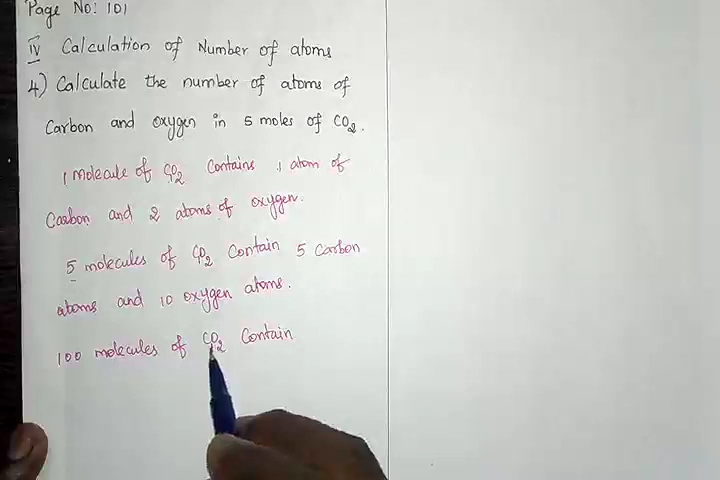 Page No: 101
IV Calculation of Number of atoms
4) Calculate the number of atoms of
Carbon and oxygen in 5 moles of CO2.
1 molecule of CO2 Contains 1 atom of
Carbon and 2 atoms of oxygen.
5 molecules of CO2 Contain 5 Carbon
atoms and 10 oxygen atoms.
100 molecules of CO2 Contain